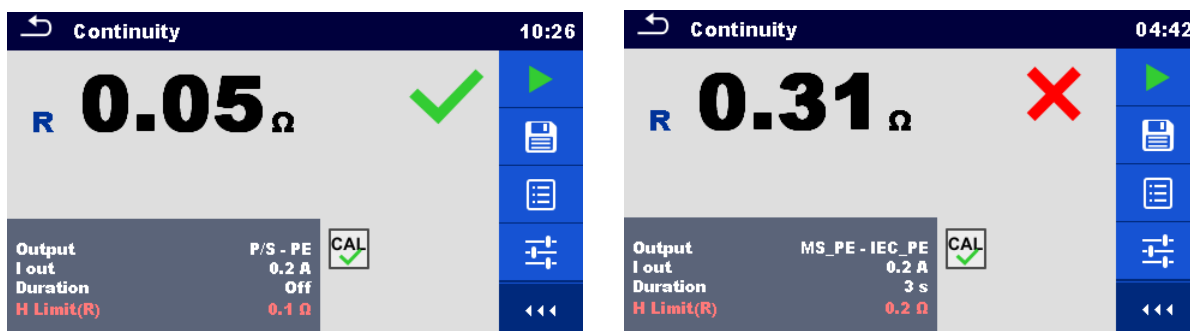 Continuity 10:26
R 0.05 Ω
Output P/S - PE
I out 0.2 A
Duration Off
H Limit(R) 0.1 Ω
CAL
Continuity 04:42
R 0.31 Ω
Output MS_PE - IEC_PE
I out 0.2 A
Duration 3 s
H Limit(R) 0.2 Ω
CAL